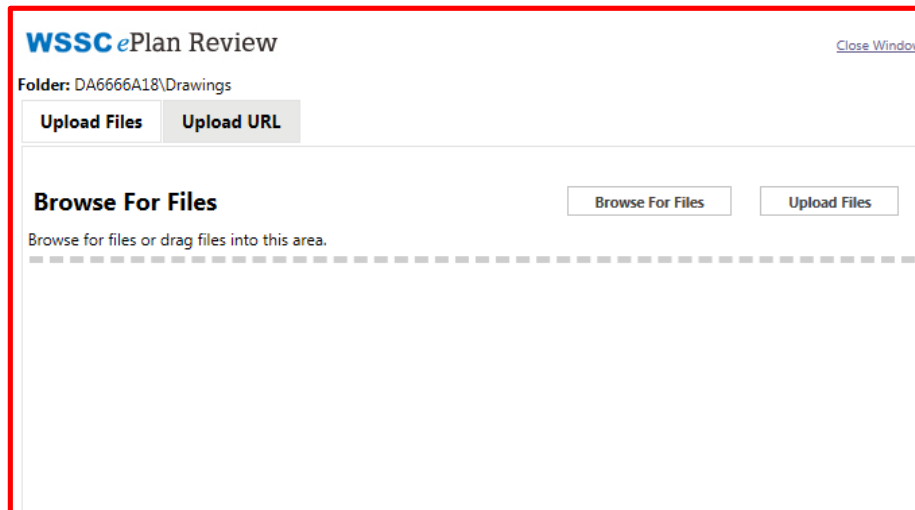 WSSC ePlan Review
Close Window
Folder: DA6666A18\Drawings
Upload Files Upload URL
Browse For Files Browse For Files Upload Files
Browse for files or drag files into this area.